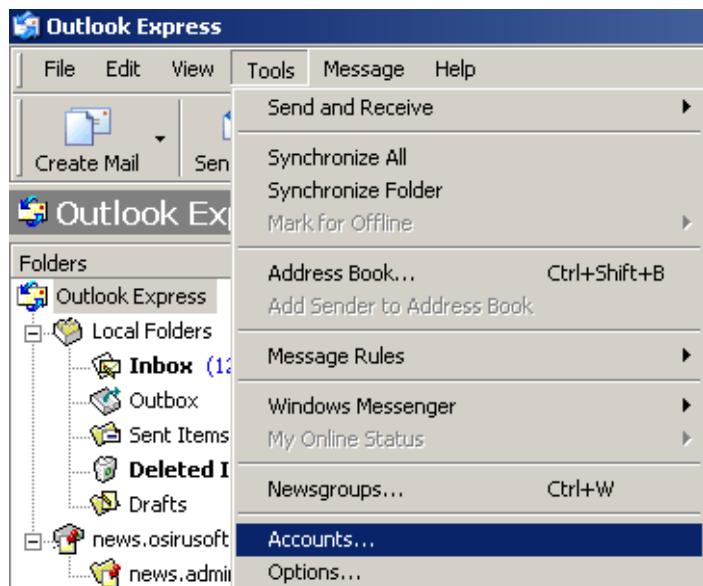 Outlook Express
File Edit View Tools Message Help
Create Mail Sen
Outlook Ex
Folders
Outlook Express
Local Folders
Inbox (12
Outbox
Sent Items
Deleted I
Drafts
news.osirusoft
news.admi
Send and Receive
Synchronize All
Synchronize Folder
Mark for Offline
Address Book... Ctrl+Shift+B
Add Sender to Address Book
Message Rules
Windows Messenger
My Online Status
Newsgroups... Ctrl+W
Accounts...
Options...